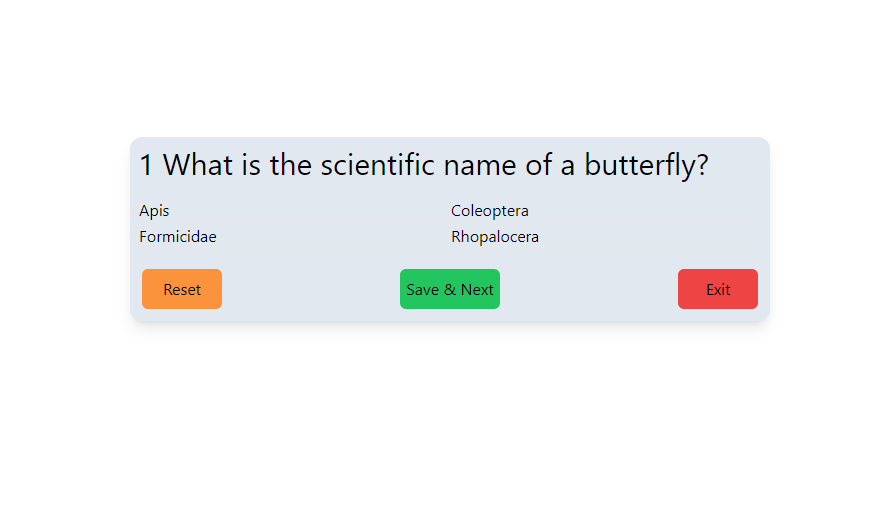 1 What is the scientific name of a butterfly?
Apis Coleoptera
Formicidae Rhopalocera
Reset Save & Next Exit